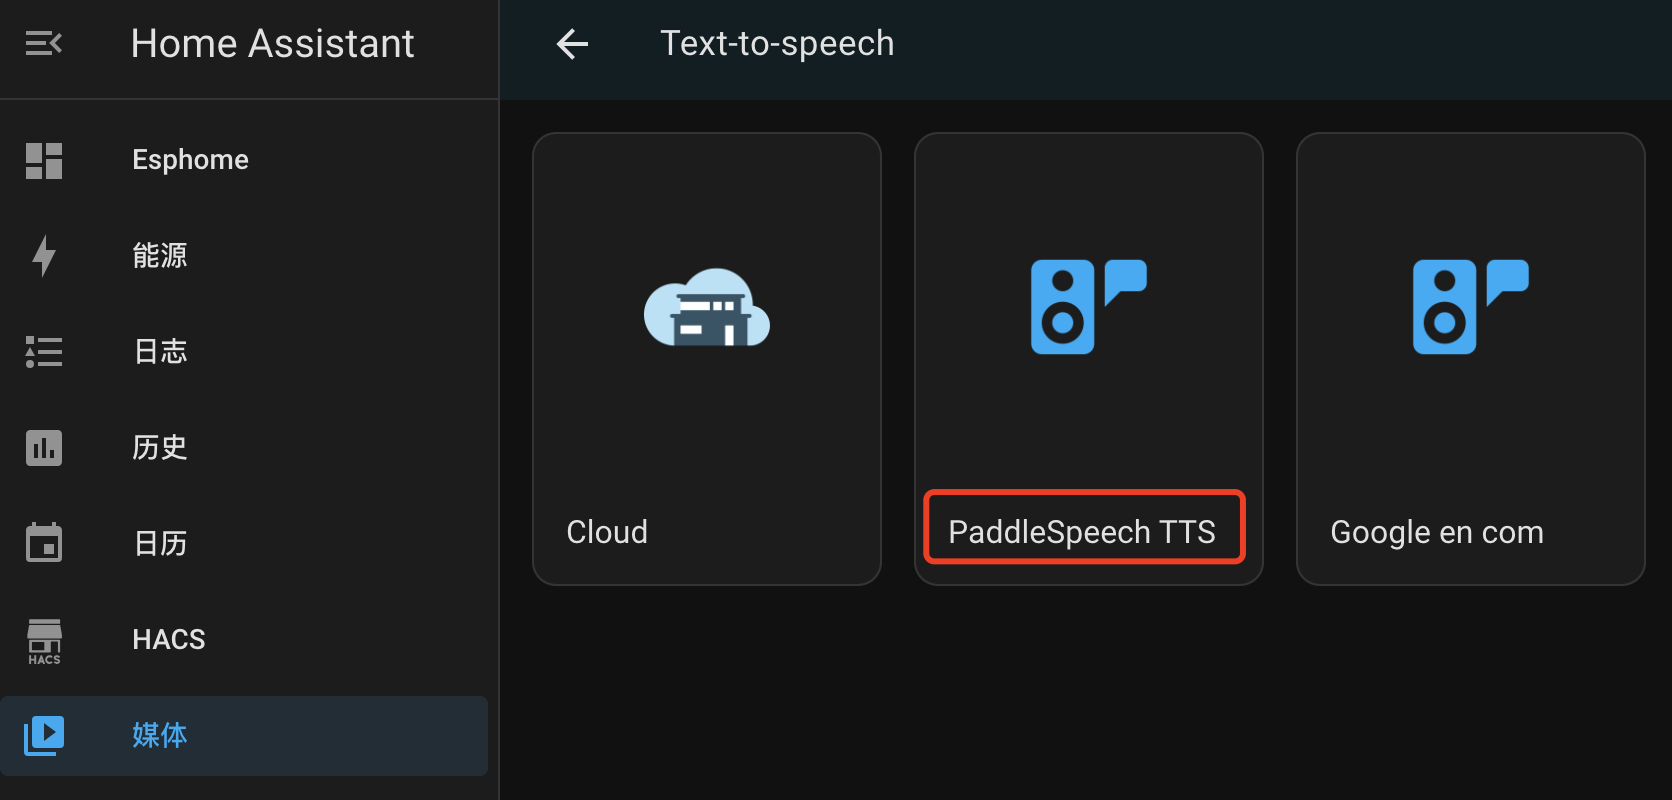 Home Assistant
Text-to-speech
Esphome
能源
日志
历史
日历
HACS
HACS
媒体
Cloud
PaddleSpeech TTS
Google en com